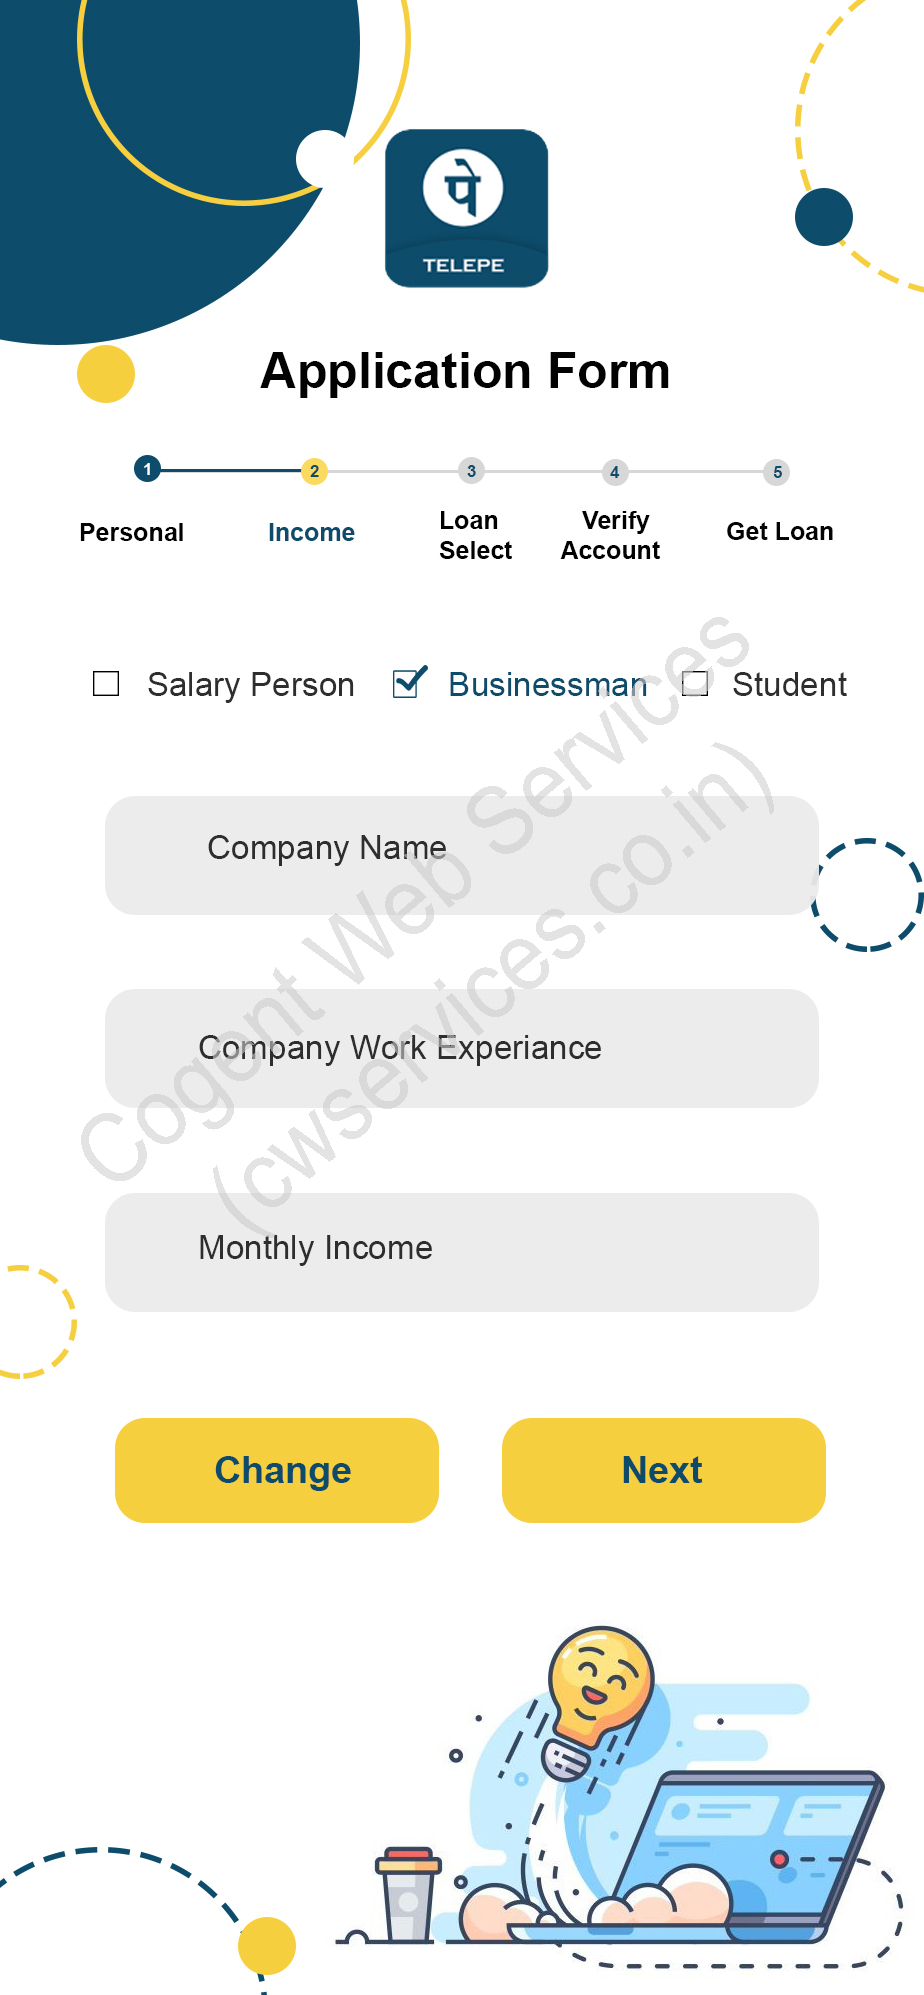 पे
TELEPE
Application Form
1 2 3 4 5
Personal Income Loan Select Verify Account Get Loan
Salary Person Businessman Student
Company Name
Company Work Experiance
Monthly Income
Change Next
Cogent Web Services
(cwservices.co.in)